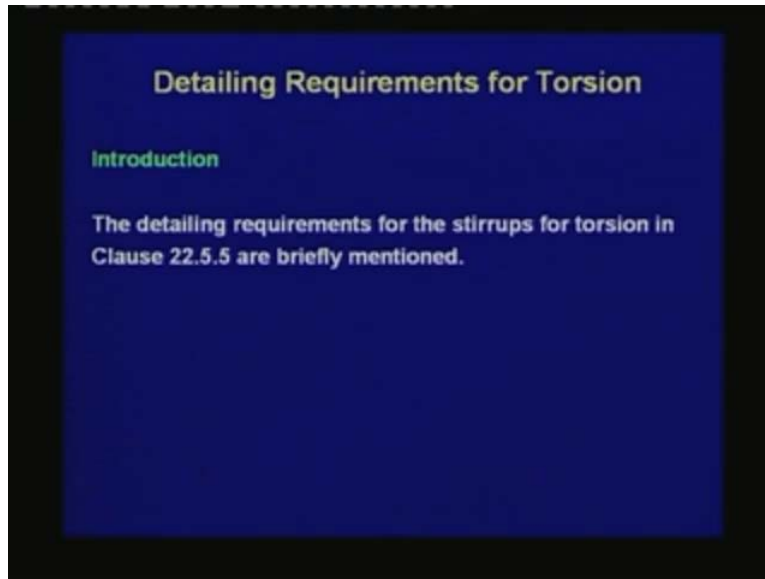 Detailing Requirements for Torsion
Introduction
The detailing requirements for the stirrups for torsion in
Clause 22.5.5 are briefly mentioned.